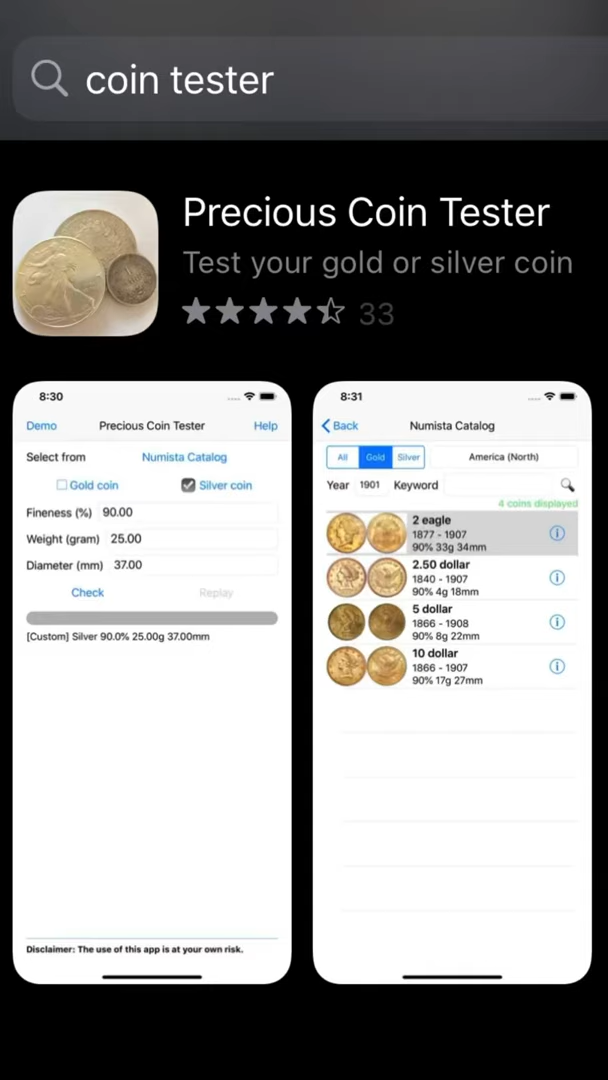 coin tester
Precious Coin Tester
Test your gold or silver coin
33
8:30
Demo Precious Coin Tester Help
Select from Numista Catalog
Gold coin Silver coin
Fineness (%) 90.00
Weight (gram) 25.00
Diameter (mm) 37.00
Check Replay
[Custom] Silver 90.0% 25.00g 37.00mm
Disclaimer: The use of this app is at your own risk.
8:31
Back Numista Catalog
All Gold Silver America (North)
Year 1901 Keyword
4 coins displayed
2 eagle
1877 - 1907
90% 33g 34mm
2.50 dollar
1840 - 1907
90% 4g 18mm
5 dollar
1866 - 1908
90% 8g 22mm
10 dollar
1866 - 1907
90% 17g 27mm